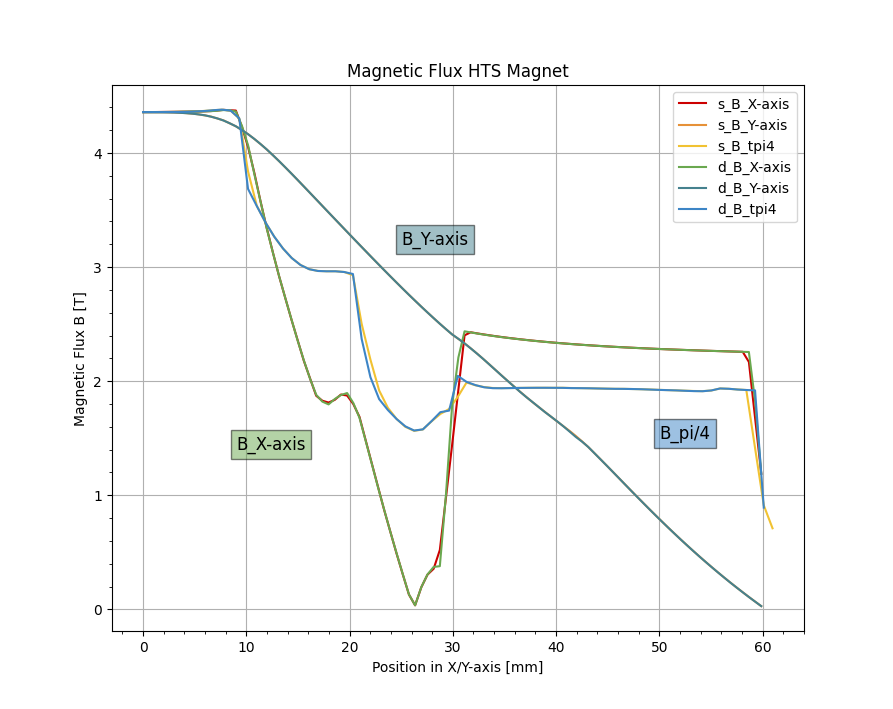 Magnetic Flux HTS Magnet
s_B_X-axis
s_B_Y-axis
s_B_tpi4
d_B_X-axis
d_B_Y-axis
d_B_tpi4
B_Y-axis
B_X-axis
B_pi/4
Magnetic Flux B [T]
4
3
2
1
0
0 10 20 30 40 50 60
Position in X/Y-axis [mm]